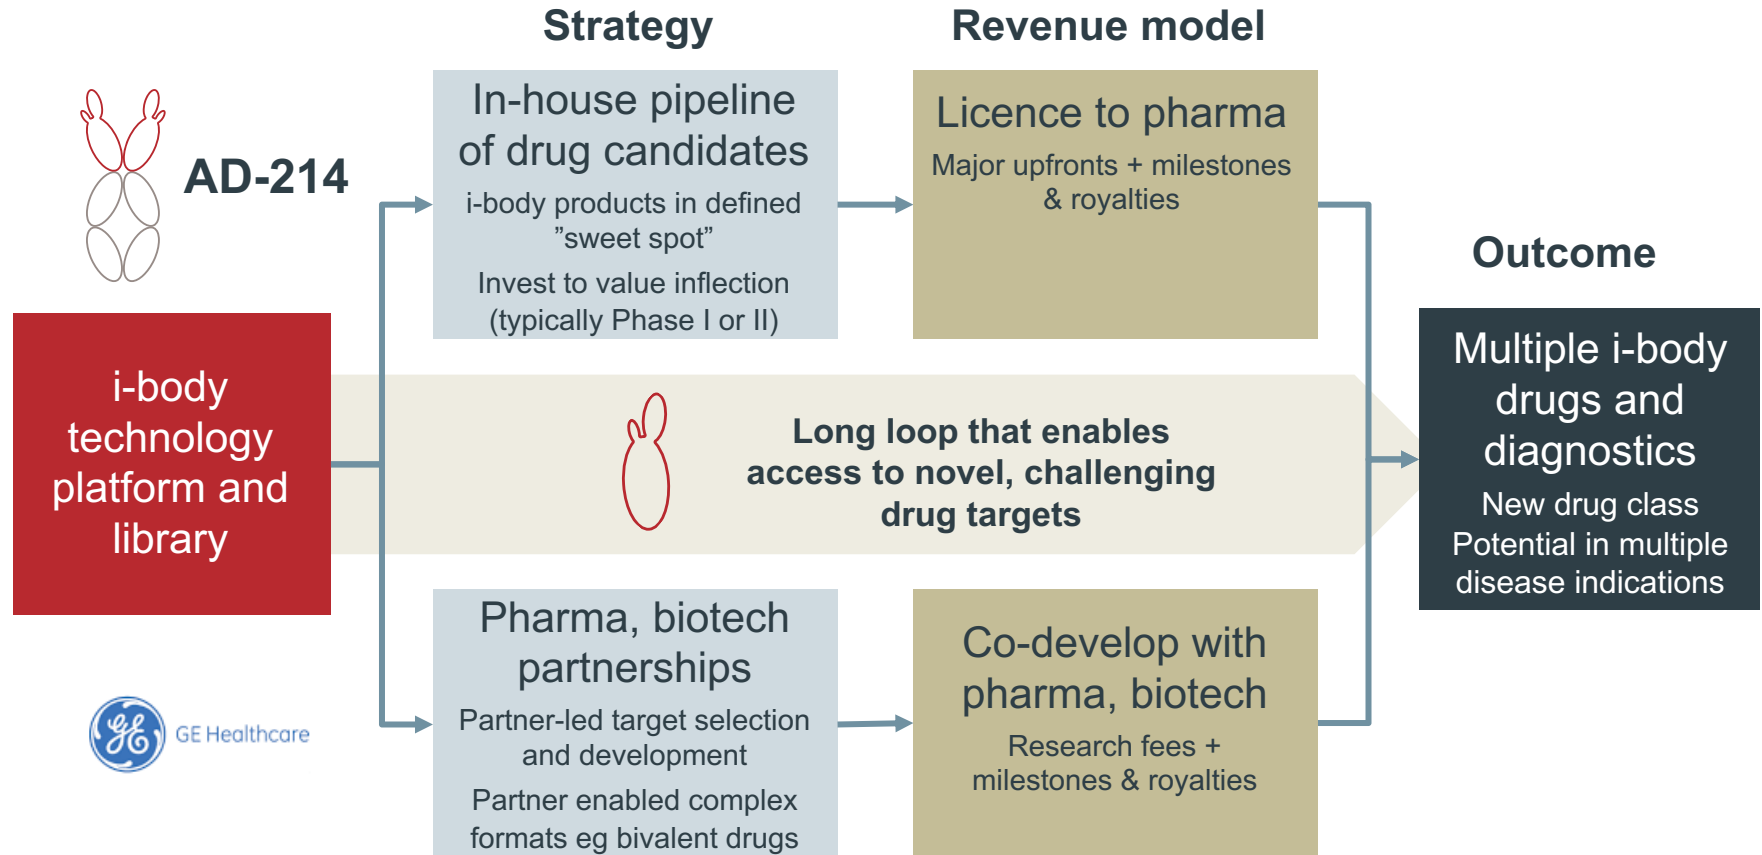 Strategy
Revenue model
AD-214
In-house pipeline
of drug candidates
i-body products in defined
”sweet spot”
Invest to value inflection
(typically Phase I or II)
Licence to pharma
Major upfronts + milestones
& royalties
Outcome
i-body
technology
platform and
library
Long loop that enables
access to novel, challenging
drug targets
Multiple i-body
drugs and
diagnostics
New drug class
Potential in multiple
disease indications
GE
GE Healthcare
Pharma, biotech
partnerships
Partner-led target selection
and development
Partner enabled complex
formats eg bivalent drugs
Co-develop with
pharma, biotech
Research fees +
milestones & royalties